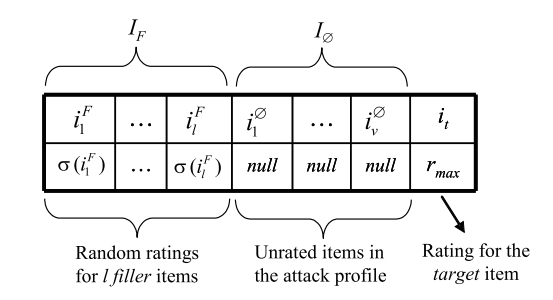 I_F I_∅
i_1^F ... i_l^F i_1^∅ ... i_v^∅ i_t
σ(i_1^F) ... σ(i_l^F) null null null r_max
Random ratings
for l filler items
Unrated items in
the attack profile
Rating for the
target item